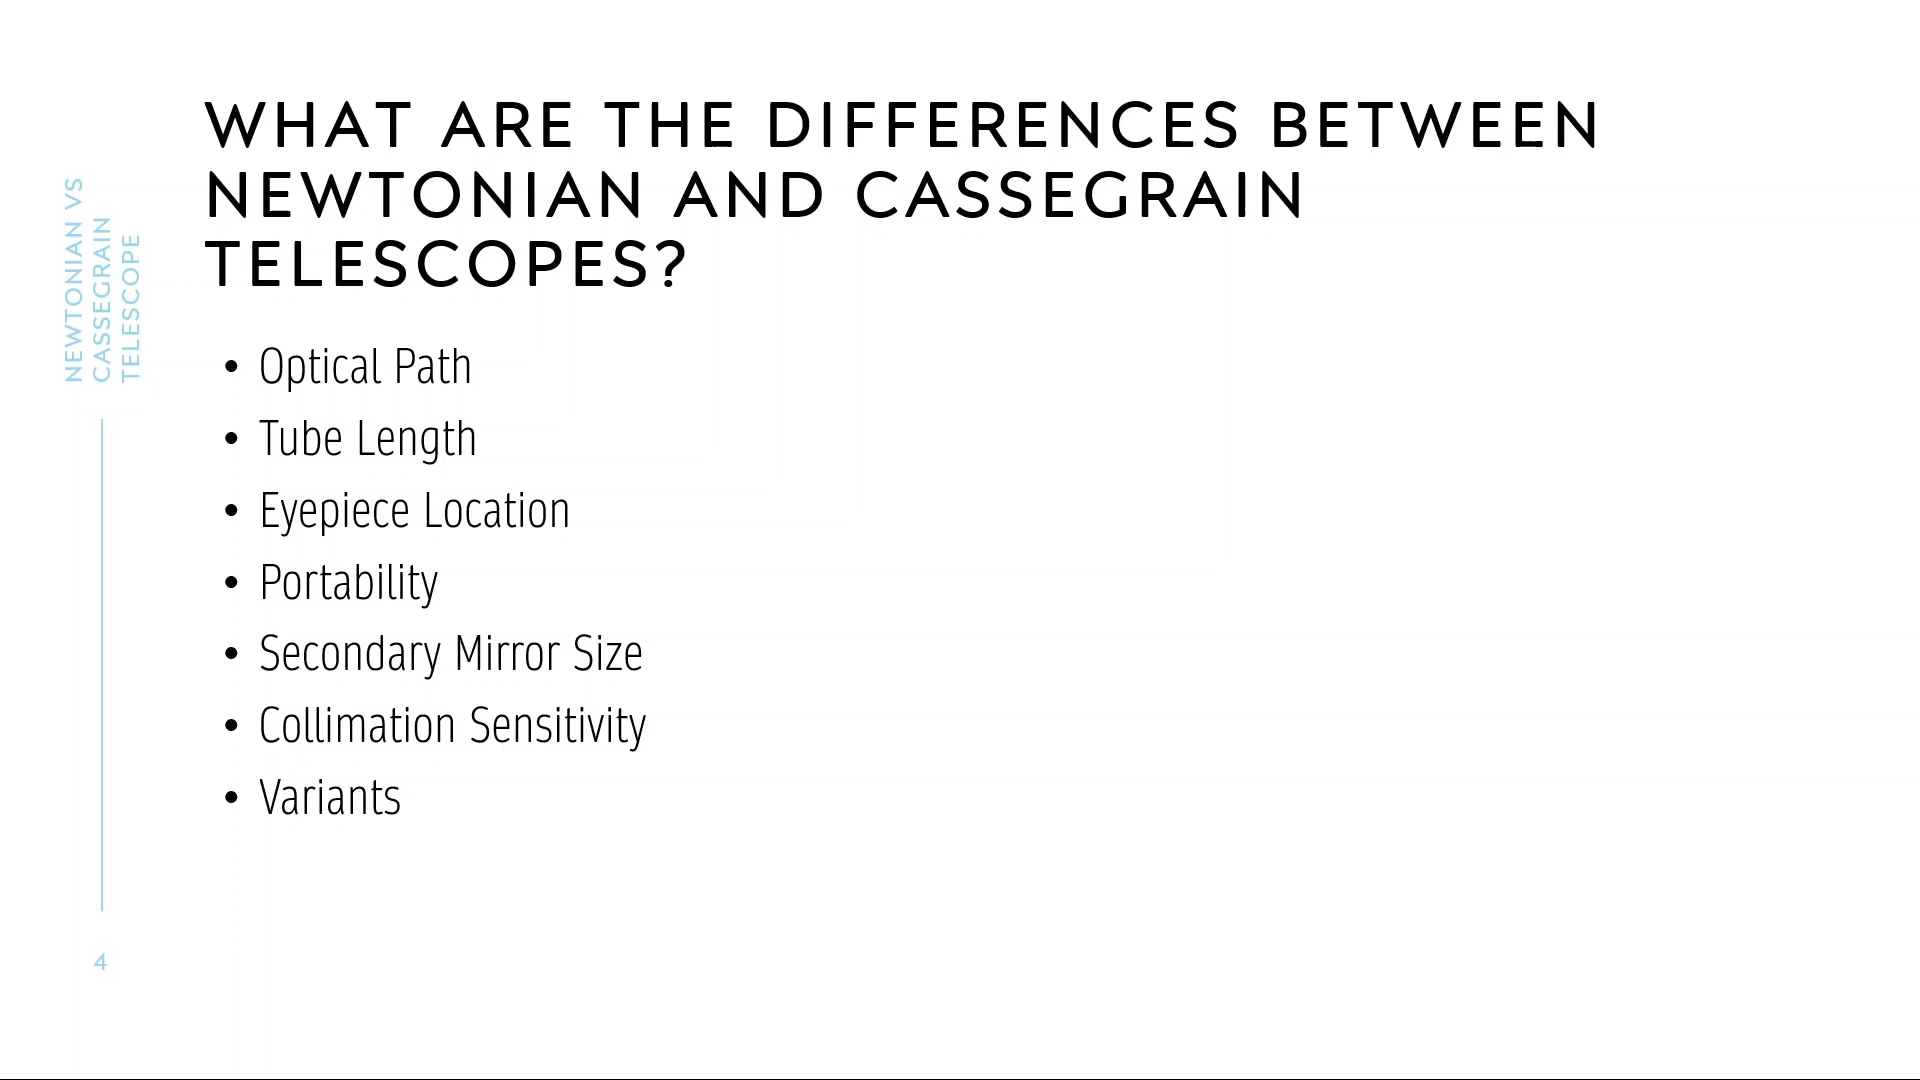 WHAT ARE THE DIFFERENCES BETWEEN
NEWTONIAN AND CASSEGRAIN
TELESCOPES?
NEWTONIAN VS
CASSEGRAIN
TELESCOPE
• Optical Path
• Tube Length
• Eyepiece Location
• Portability
• Secondary Mirror Size
• Collimation Sensitivity
• Variants
4